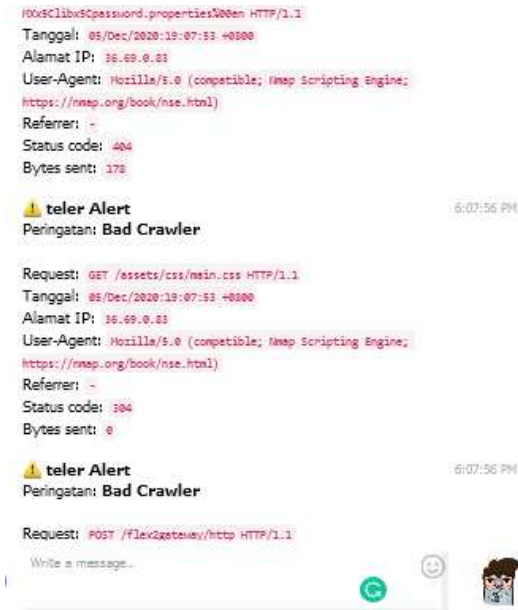 MXx5Clibx5Cpassword.properties%00en HTTP/1.1
Tanggal: 05/Dec/2020:19:07:53 +0800
Alamat IP: 36.69.0.83
User-Agent: Mozilla/5.0 (compatible; Nmap Scripting Engine;
https://nmap.org/book/nse.html)
Referrer: -
Status code: 404
Bytes sent: 178
teler Alert 6:07:56 PM
Peringatan: Bad Crawler
Request: GET /assets/css/main.css HTTP/1.1
Tanggal: 05/Dec/2020:19:07:53 +0800
Alamat IP: 36.69.0.83
User-Agent: Mozilla/5.0 (compatible; Nmap Scripting Engine;
https://nmap.org/book/nse.html)
Referrer: -
Status code: 304
Bytes sent: 0
teler Alert 6:07:56 PM
Peringatan: Bad Crawler
Request: POST /flex2gateway/http HTTP/1.1
Write a message...